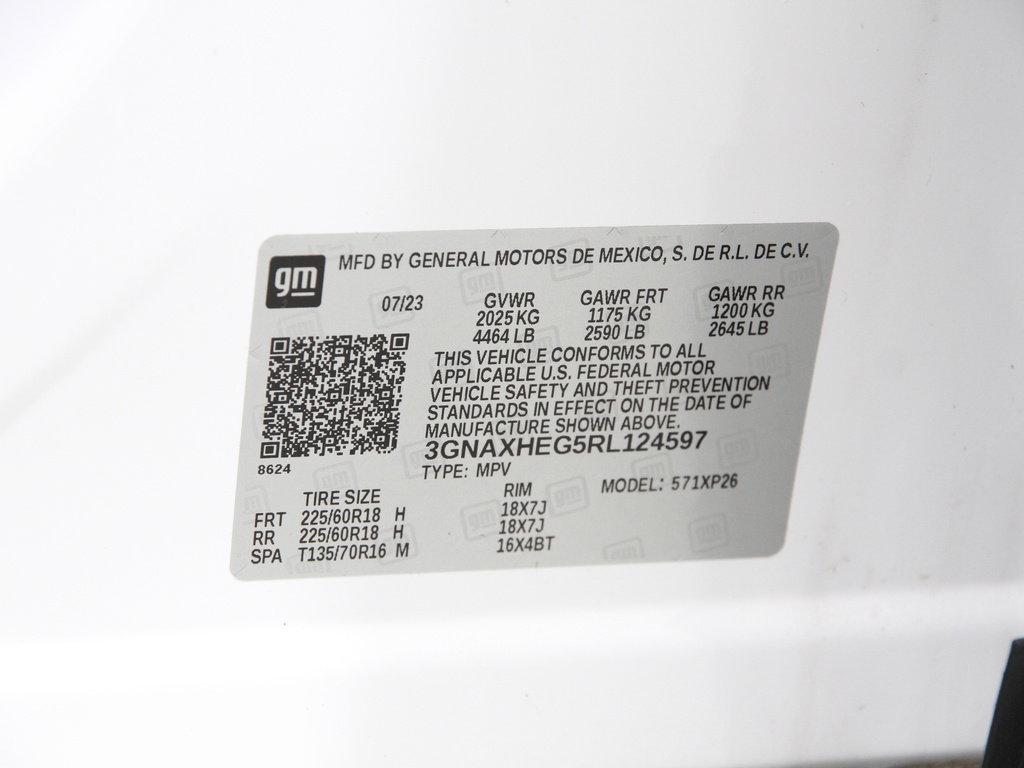 gm MFD BY GENERAL MOTORS DE MEXICO, S. DE R.L. DE C.V.
07/23 GVWR GAWR FRT GAWR RR
2025 KG 1175 KG 1200 KG
4464 LB 2590 LB 2645 LB
THIS VEHICLE CONFORMS TO ALL
APPLICABLE U.S. FEDERAL MOTOR
VEHICLE SAFETY AND THEFT PREVENTION
STANDARDS IN EFFECT ON THE DATE OF
MANUFACTURE SHOWN ABOVE.
3GNAXHEG5RL124597
8624 TYPE: MPV
TIRE SIZE RIM MODEL: 571XP26
FRT 225/60R18 H 18X7J
RR 225/60R18 H 18X7J
SPA T135/70R16 M 16X4BT